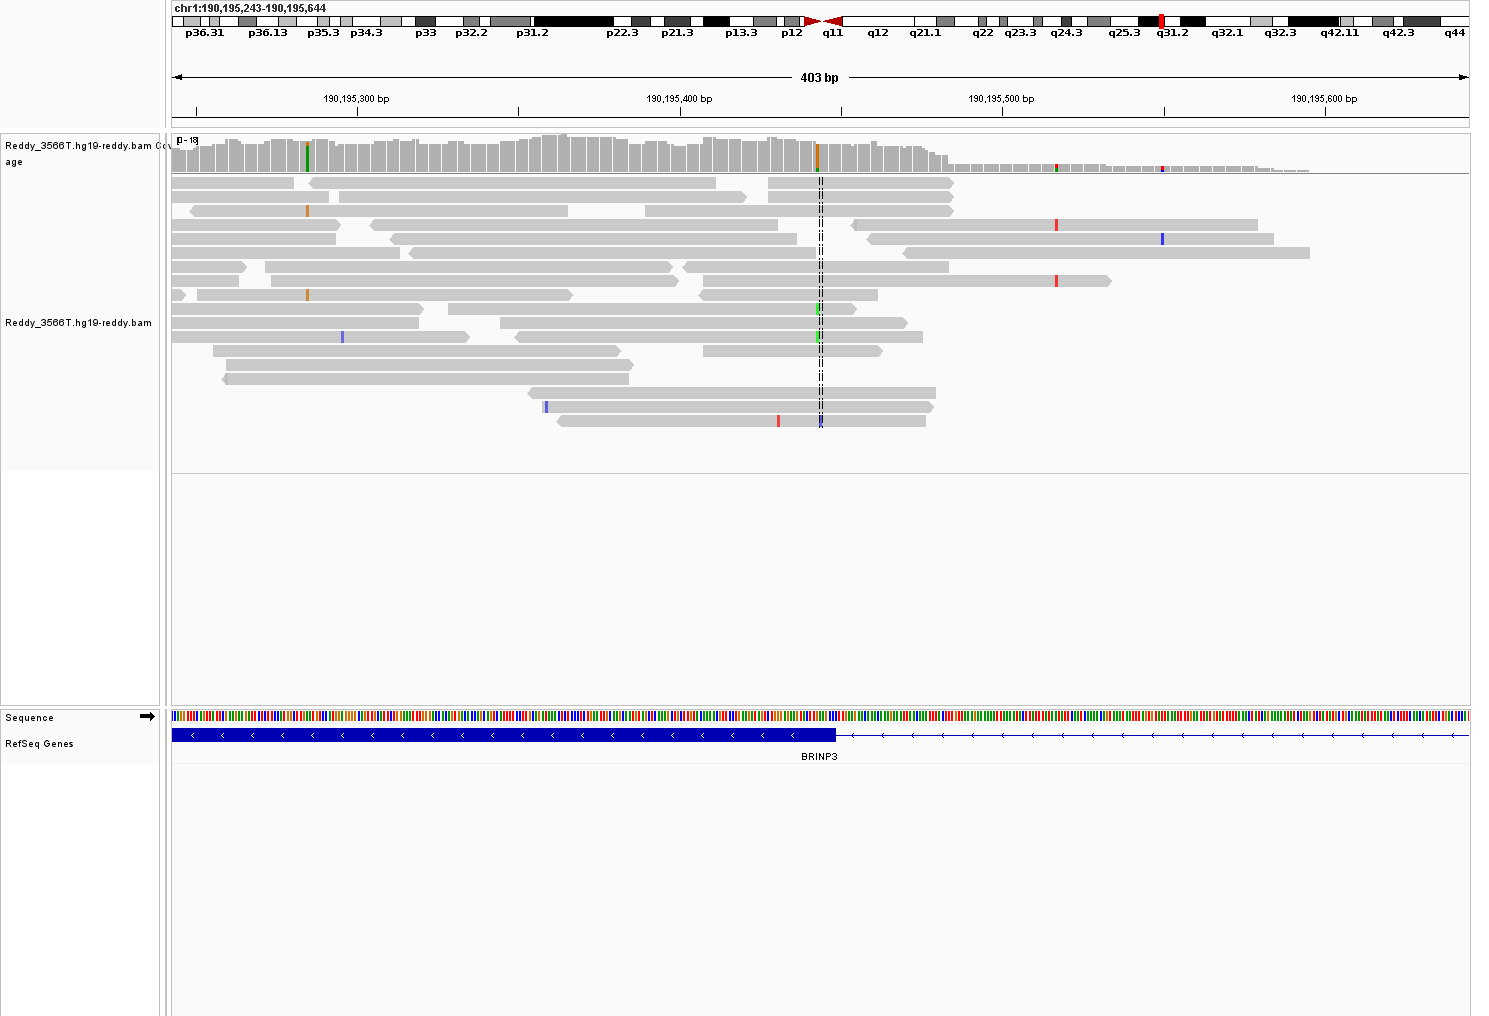 chr1:190,195,243-190,195,644
p36.31 p36.13 p35.3 p34.3 p33 p32.2 p31.2 p22.3 p21.3 p13.3 p12 q11 q12 q21.1 q22 q23.3 q24.3 q25.3 q31.2 q32.1 q32.3 q42.11 q42.3 q44
403 bp
190,195,300 bp 190,195,400 bp 190,195,500 bp 190,195,600 bp
[0 - 18]
Reddy_3566T.hg19-reddy.bam Cov
age
Reddy_3566T.hg19-reddy.bam
Sequence
RefSeq Genes
BRINP3